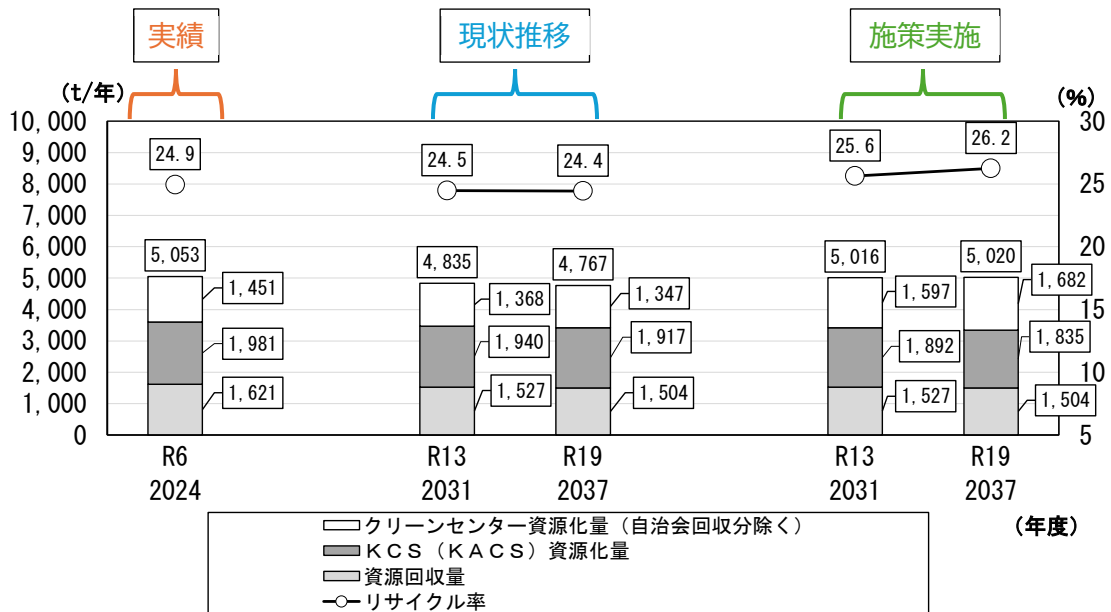 実績 現状推移 施策実施
(t/年) (%)
10,000 30
9,000
24.9 24.5 24.4 25.6 26.2
8,000 25
7,000
6,000 20
5,053 4,835 4,767 5,016 5,020
5,000
1,451 1,368 1,347 1,597 1,682
4,000 15
3,000
1,981 1,940 1,917 1,892 1,835
2,000 10
1,621 1,527 1,504 1,527 1,504
1,000
0 5
R6 R13 R19 R13 R19
2024 2031 2037 2031 2037
(年度)
クリーンセンター資源化量（自治会回収分除く）
ＫＣＳ（ＫＡＣＳ）資源化量
資源回収量
リサイクル率